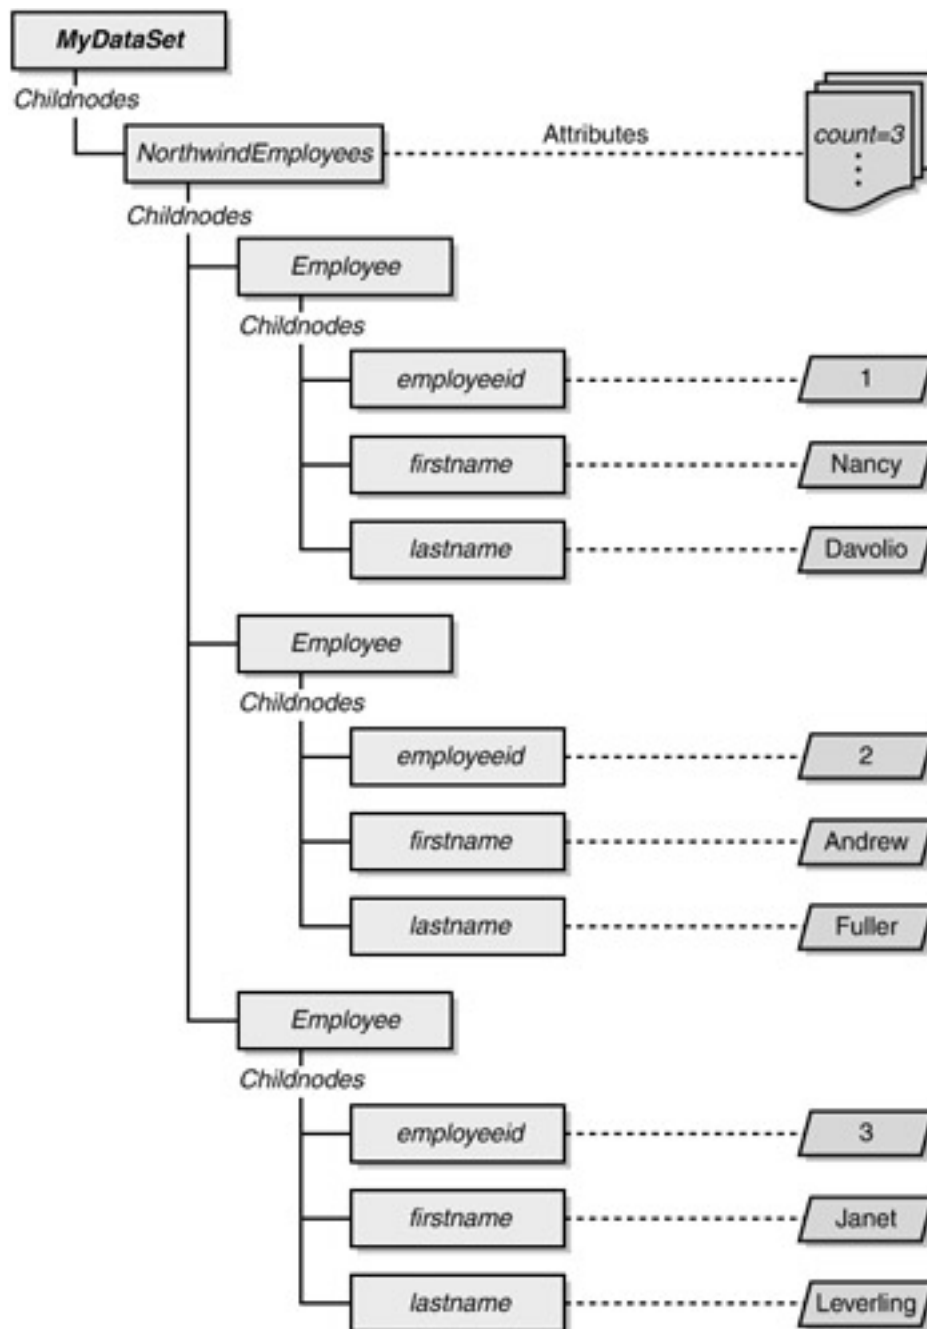 MyDataSet
Childnodes
NorthwindEmployees
Attributes
count=3
Childnodes
Employee
Childnodes
employeeid
1
firstname
Nancy
lastname
Davolio
Employee
Childnodes
employeeid
2
firstname
Andrew
lastname
Fuller
Employee
Childnodes
employeeid
3
firstname
Janet
lastname
Leverling